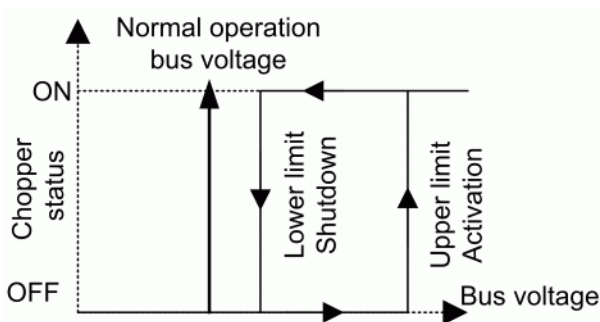 Normal operation
bus voltage
ON
Chopper
status
Lower limit
Shutdown
Upper limit
Activation
OFF
Bus voltage